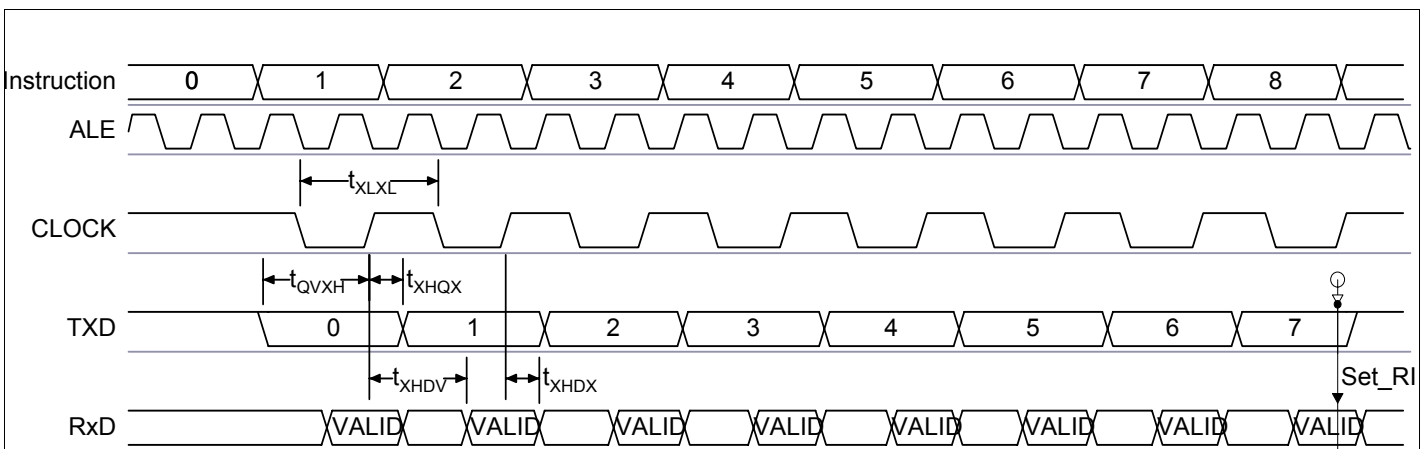 Instruction 0 1 2 3 4 5 6 7 8
ALE
tXLXL
CLOCK
tQVXH tXHQX
TXD 0 1 2 3 4 5 6 7
tXHDV tXHDX Set_RI
RxD VALID VALID VALID VALID VALID VALID VALID VALID